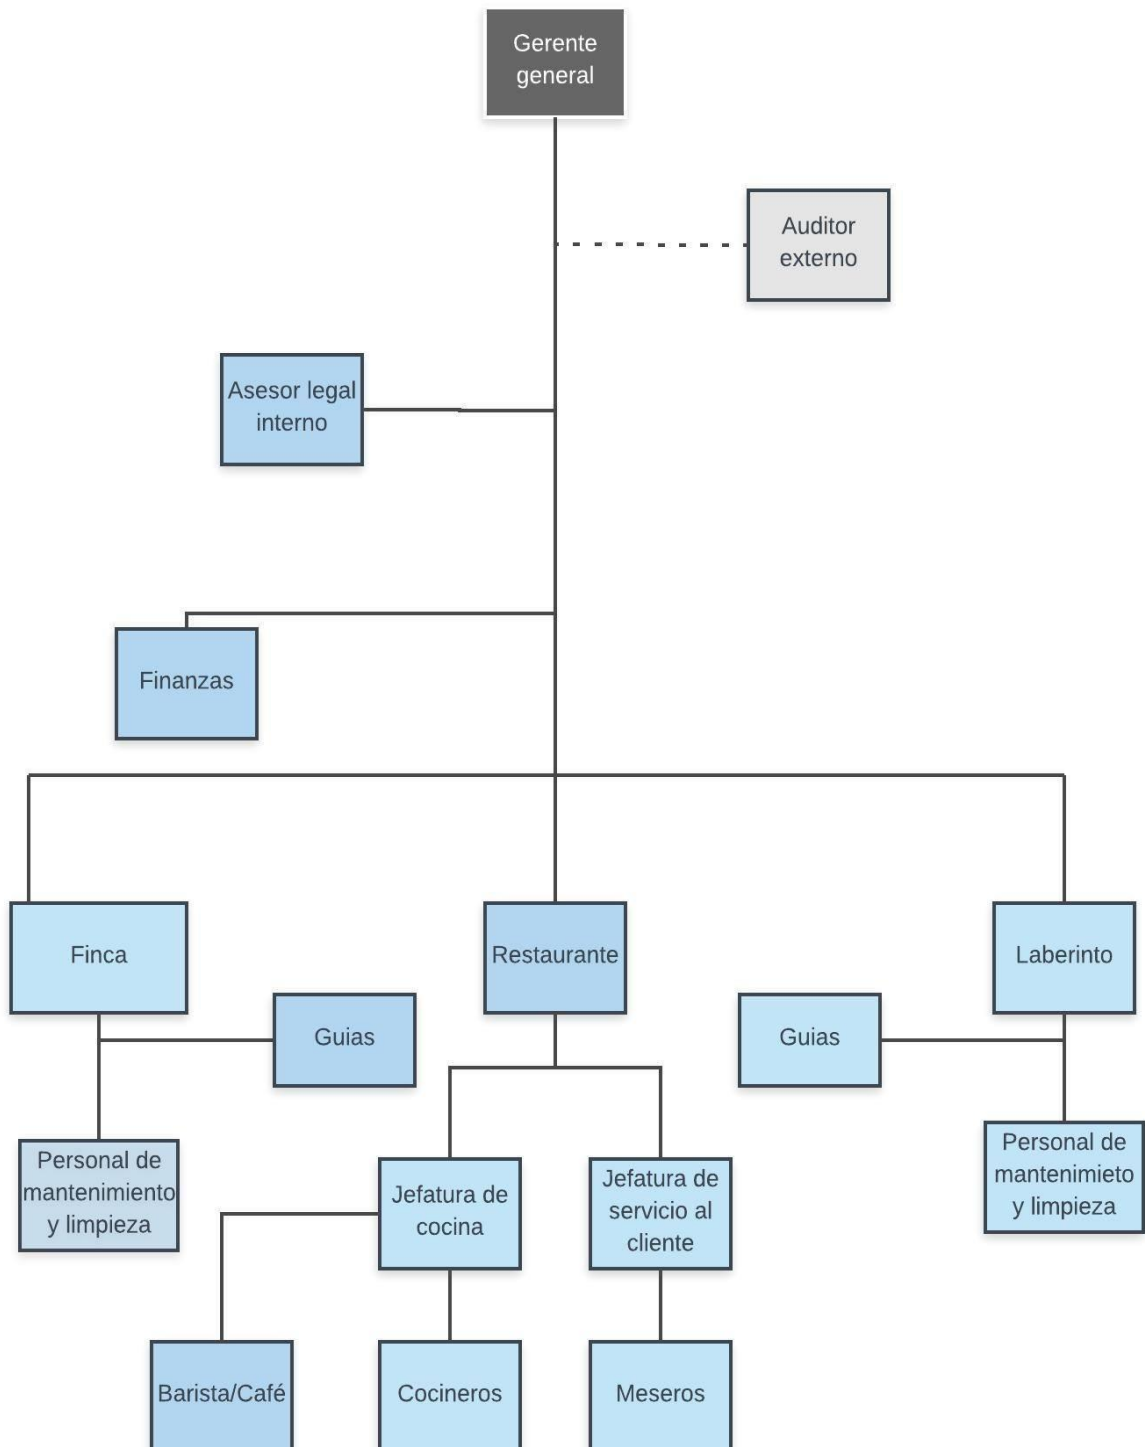 Gerente
general
Auditor
externo
Asesor legal
interno
Finanzas
Finca
Restaurante
Laberinto
Guias
Guias
Personal de
mantenimiento
y limpieza
Jefatura de
cocina
Jefatura de
servicio al
cliente
Personal de
mantenimieto
y limpieza
Barista/Café
Cocineros
Meseros